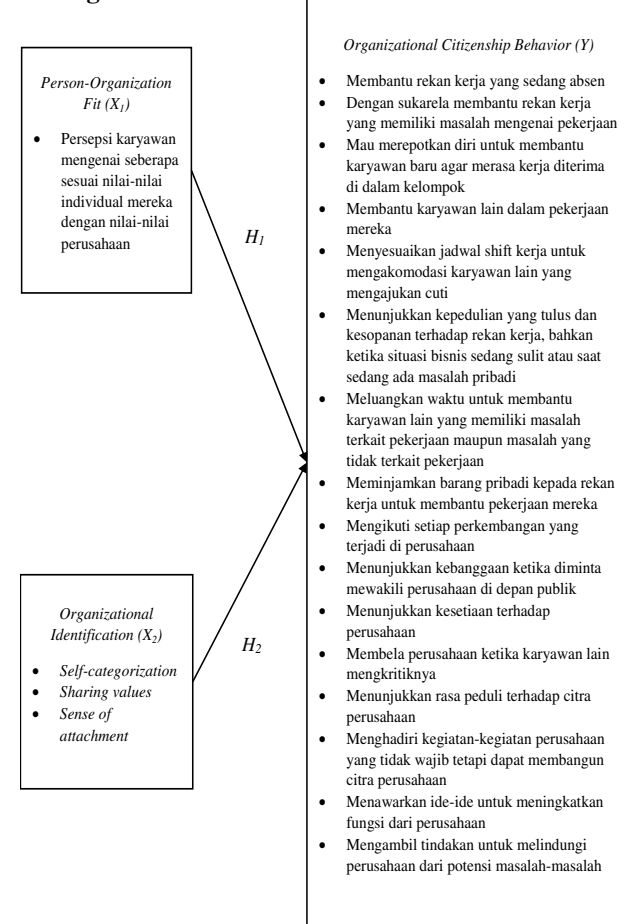 Person-Organization
Fit (X1)
• Persepsi karyawan
mengenai seberapa
sesuai nilai-nilai
individual mereka
dengan nilai-nilai
perusahaan
H1
Organizational
Identification (X2)
• Self-categorization
• Sharing values
• Sense of
attachment
H2
Organizational Citizenship Behavior (Y)
• Membantu rekan kerja yang sedang absen
• Dengan sukarela membantu rekan kerja
yang memiliki masalah mengenai pekerjaan
• Mau merepotkan diri untuk membantu
karyawan baru agar merasa kerja diterima
di dalam kelompok
• Membantu karyawan lain dalam pekerjaan
mereka
• Menyesuaikan jadwal shift kerja untuk
mengakomodasi karyawan lain yang
mengajukan cuti
• Menunjukkan kepedulian yang tulus dan
kesopanan terhadap rekan kerja, bahkan
ketika situasi bisnis sedang sulit atau saat
sedang ada masalah pribadi
• Meluangkan waktu untuk membantu
karyawan lain yang memiliki masalah
terkait pekerjaan maupun masalah yang
tidak terkait pekerjaan
• Meminjamkan barang pribadi kepada rekan
kerja untuk membantu pekerjaan mereka
• Mengikuti setiap perkembangan yang
terjadi di perusahaan
• Menunjukkan kebanggaan ketika diminta
mewakili perusahaan di depan publik
• Menunjukkan kesetiaan terhadap
perusahaan
• Membela perusahaan ketika karyawan lain
mengkritiknya
• Menunjukkan rasa peduli terhadap citra
perusahaan
• Menghadiri kegiatan-kegiatan perusahaan
yang tidak wajib tetapi dapat membangun
citra perusahaan
• Menawarkan ide-ide untuk meningkatkan
fungsi dari perusahaan
• Mengambil tindakan untuk melindungi
perusahaan dari potensi masalah-masalah